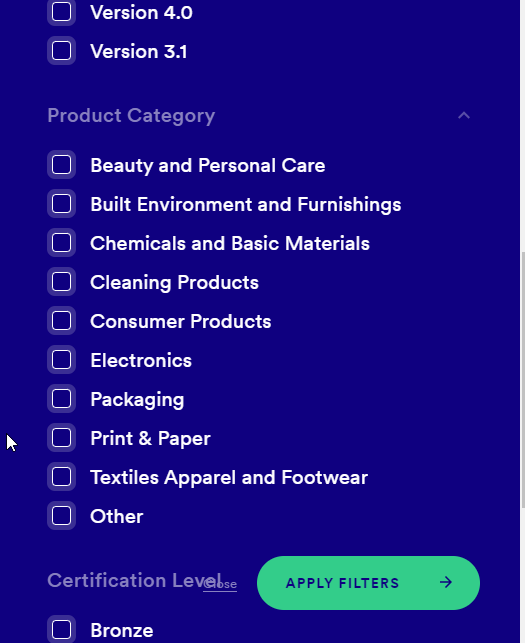 Version 4.0
Version 3.1
Product Category
Beauty and Personal Care
Built Environment and Furnishings
Chemicals and Basic Materials
Cleaning Products
Consumer Products
Electronics
Packaging
Print & Paper
Textiles Apparel and Footwear
Other
Certification Level
Close
APPLY FILTERS
Bronze